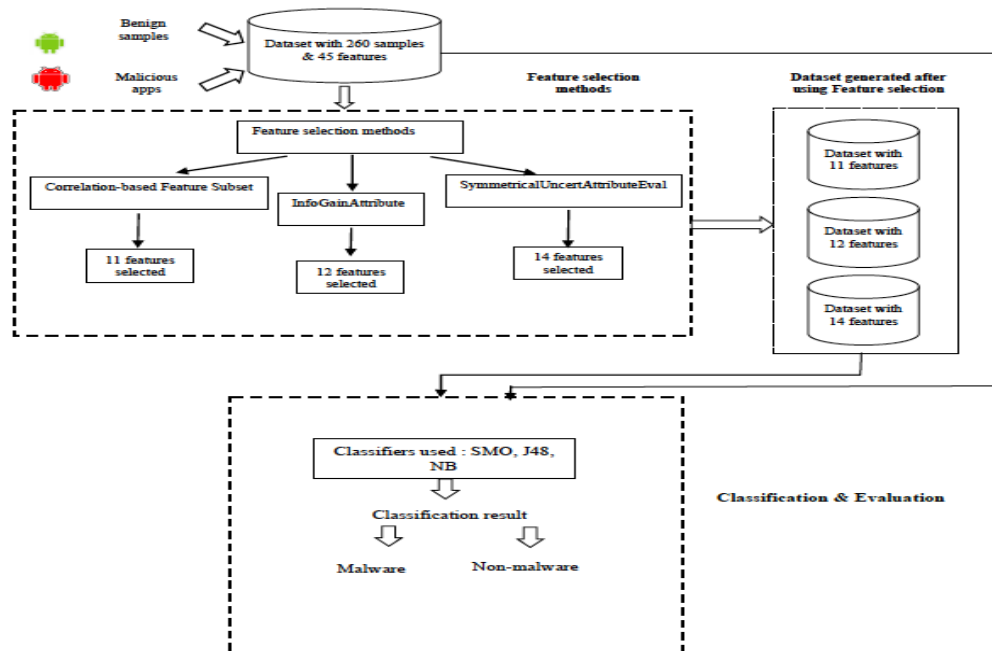 Benign
samples
Malicious
apps
Dataset with 260 samples
& 45 features
Feature selection
methods
Dataset generated after
using Feature selection
Feature selection methods
Correlation-based Feature Subset
InfoGainAttribute
SymmetricalUncertAttributeEval
11 features
selected
12 features
selected
14 features
selected
Dataset with
11 features
Dataset with
12 features
Dataset with
14 features
Classifiers used : SMO, J48,
NB
Classification result
Malware
Non-malware
Classification & Evaluation